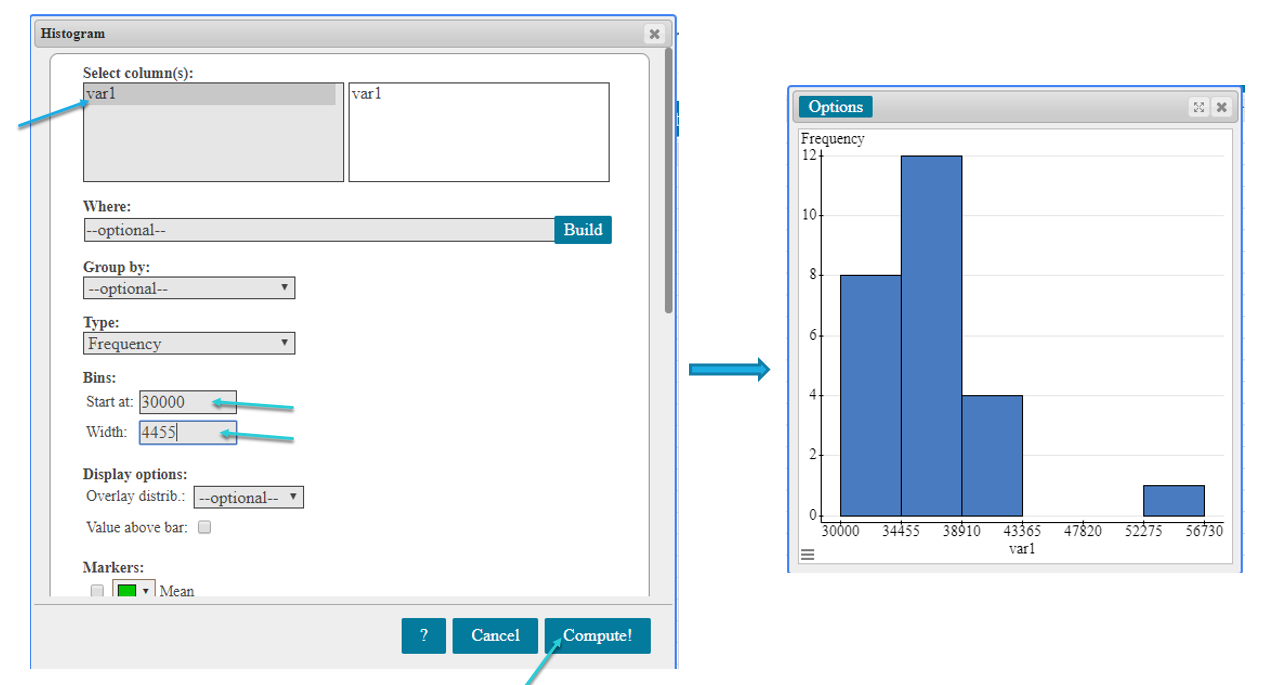 Histogram
Select column(s):
var1
var1
Where:
--optional--
Build
Group by:
--optional--
Type:
Frequency
Bins:
Start at: 30000
Width: 4455
Display options:
Overlay distrib.: --optional--
Value above bar:
Markers:
Mean
?
Cancel
Compute!
Options
Frequency
12
10
8
6
4
2
0
30000 34455 38910 43365 47820 52275 56730
var1